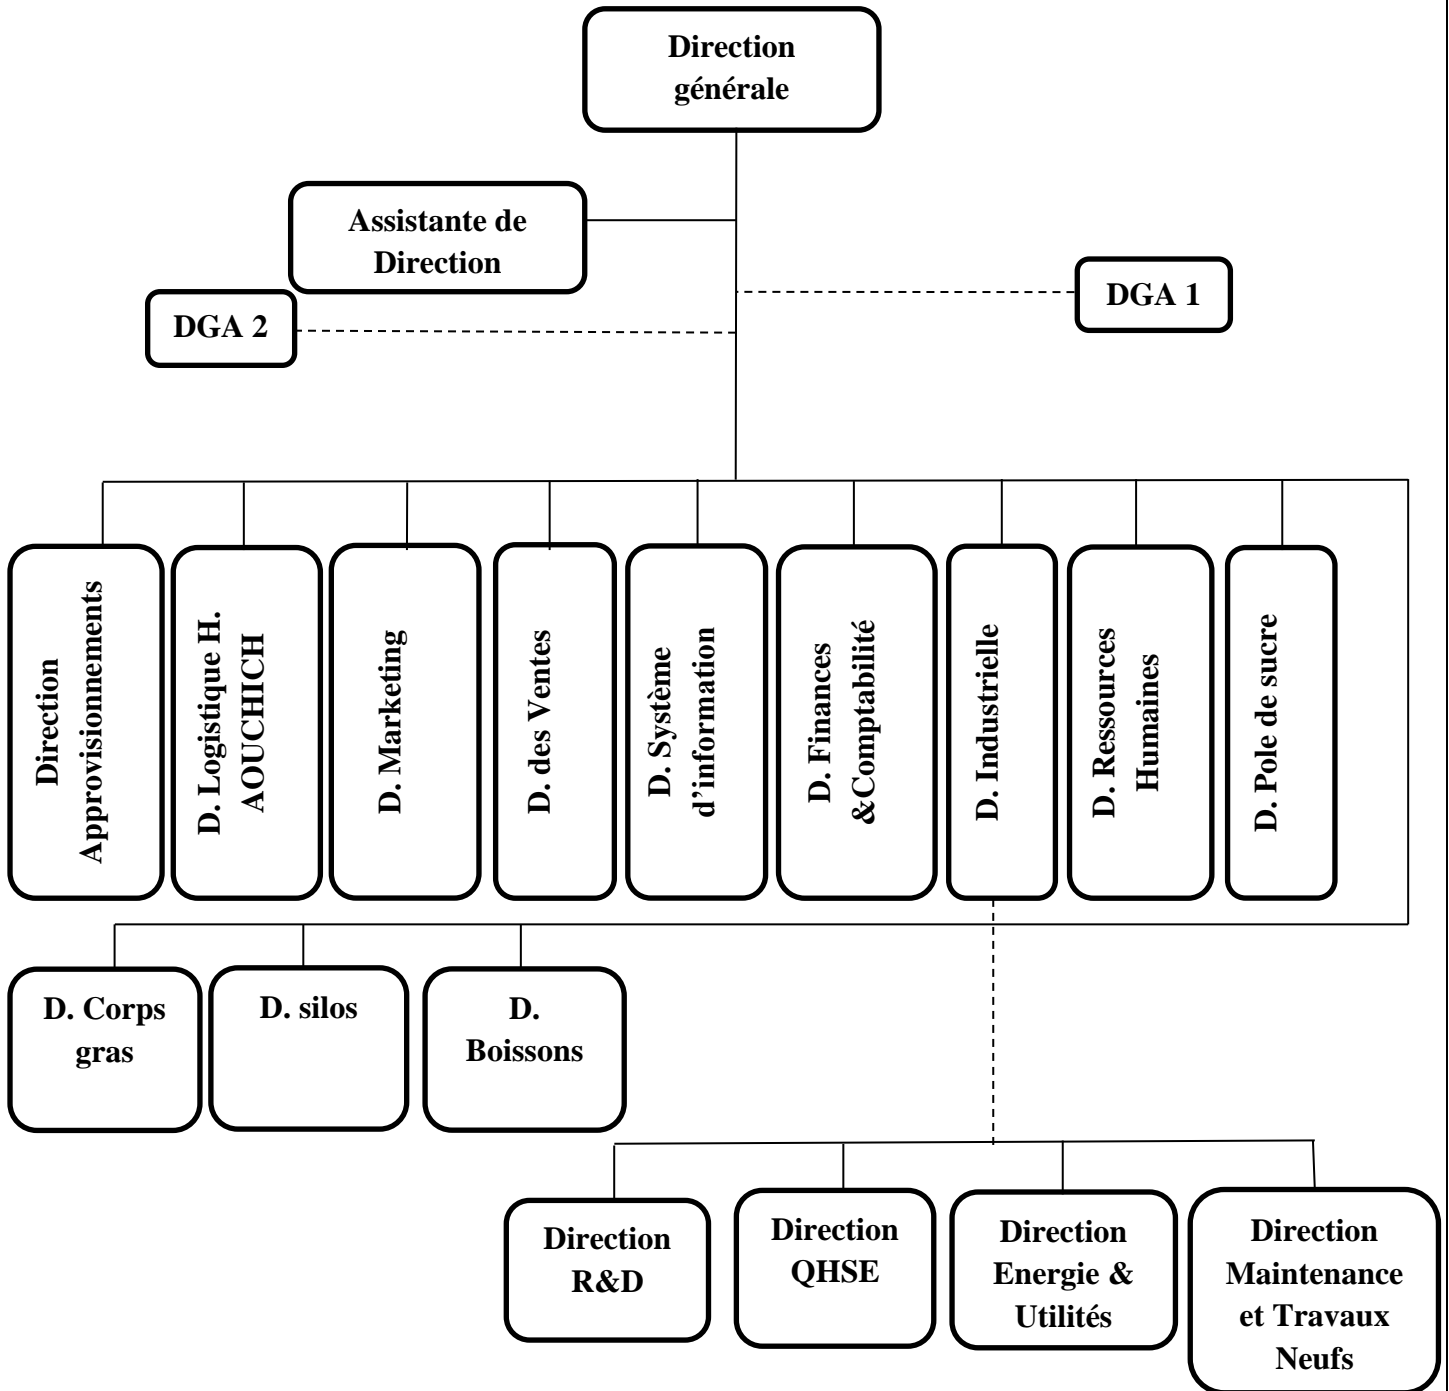 Direction
générale
Assistante de
Direction
DGA 1
DGA 2
Direction
Approvisionnements
D. Logistique H.
AOUCHICH
D. Marketing
D. des Ventes
D. Système
d’information
D. Finances
&Comptabilité
D. Industrielle
D. Ressources
Humaines
D. Pole de sucre
D. Corps
gras
D. silos
D.
Boissons
Direction
R&D
Direction
QHSE
Direction
Energie &
Utilités
Direction
Maintenance
et Travaux
Neufs